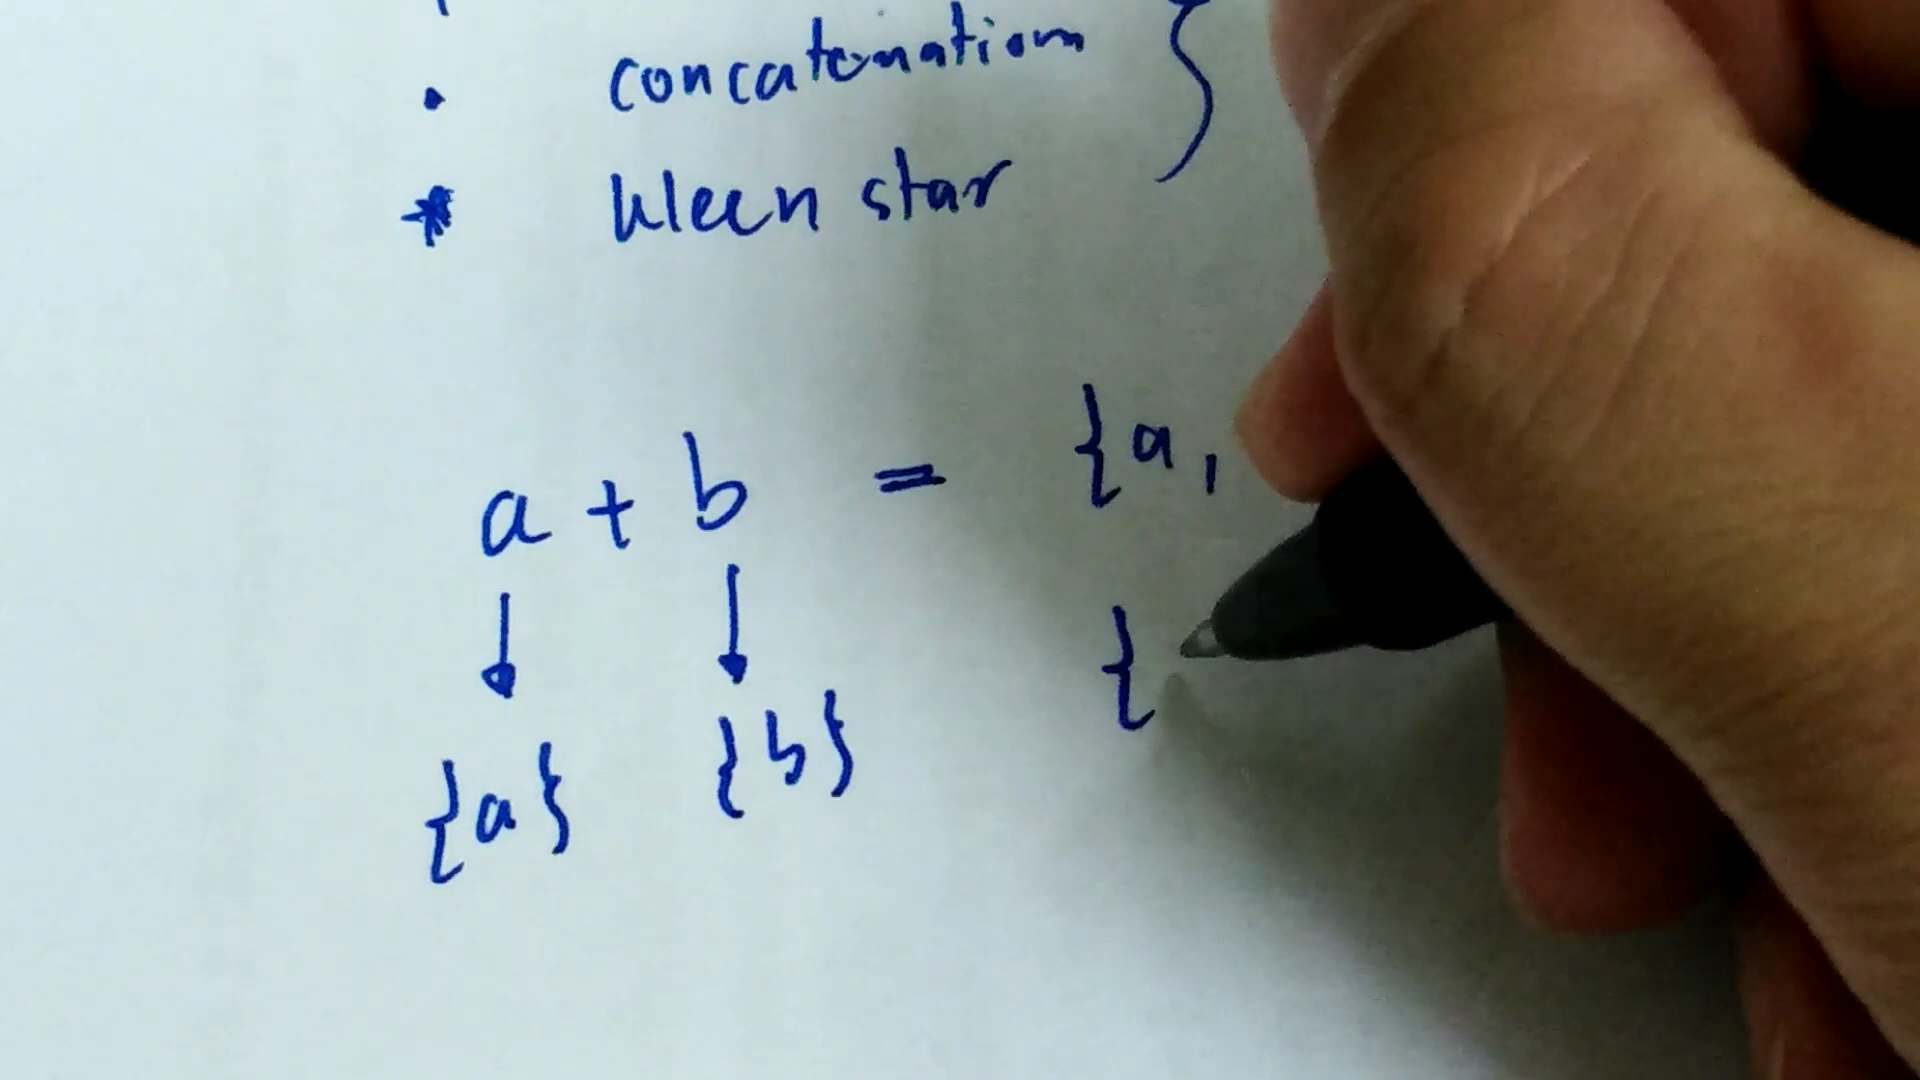 • concatenation }
* kleen star
a + b = {a,
↓ ↓ {
{a} {b}